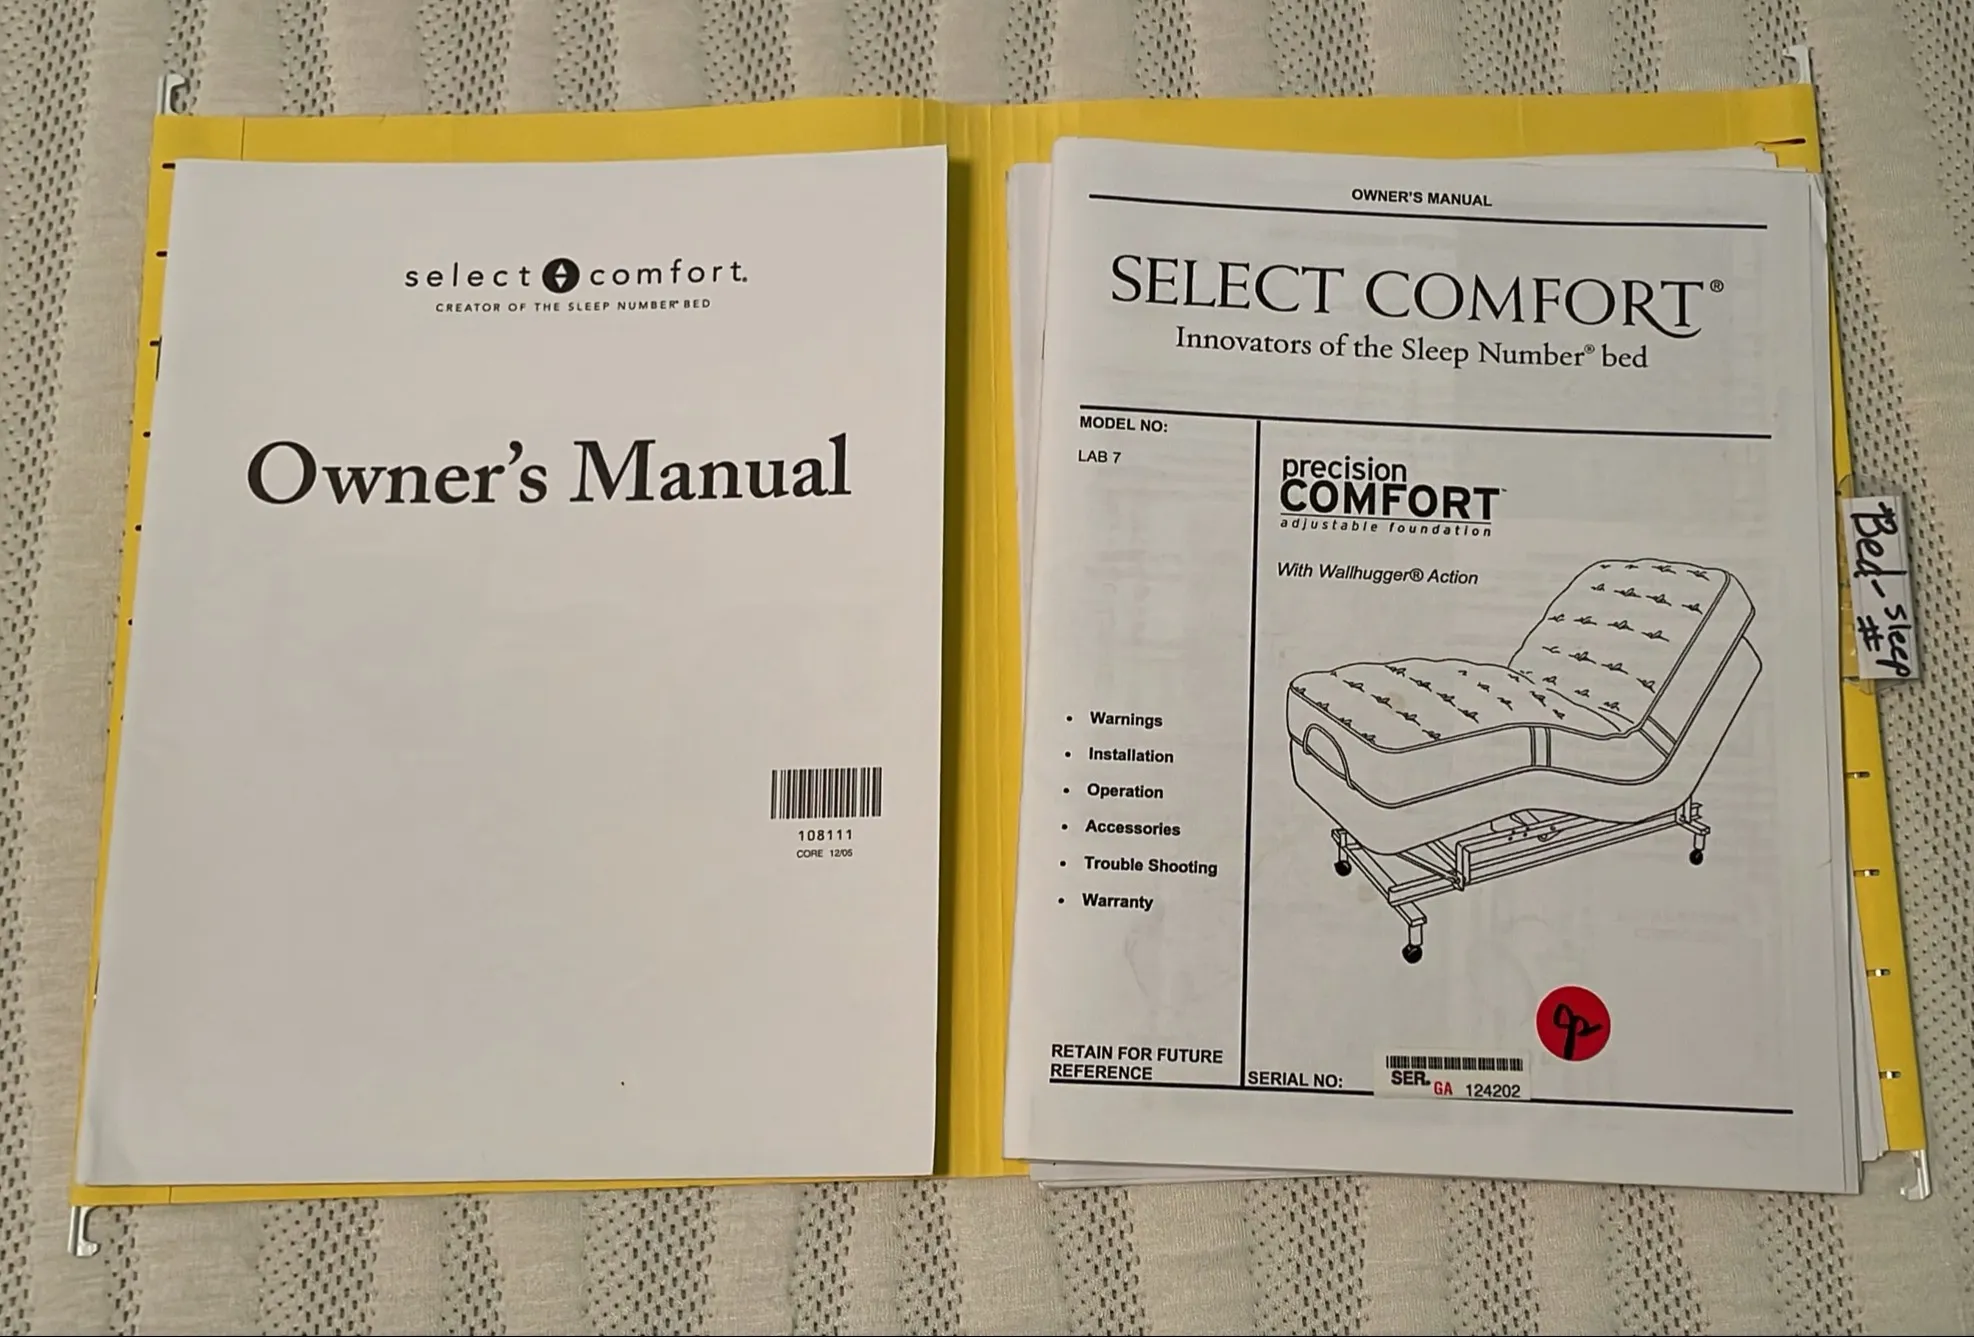 select comfort.
CREATOR OF THE SLEEP NUMBER® BED
Owner's Manual
108111
CORE 12/05
OWNER'S MANUAL
SELECT COMFORT®
Innovators of the Sleep Number® bed
MODEL NO:
LAB 7
precision
COMFORT™
adjustable foundation
With Wallhugger® Action
• Warnings
• Installation
• Operation
• Accessories
• Trouble Shooting
• Warranty
RETAIN FOR FUTURE
REFERENCE
SERIAL NO:
SER. GA 124202
Bed - Sleep
#